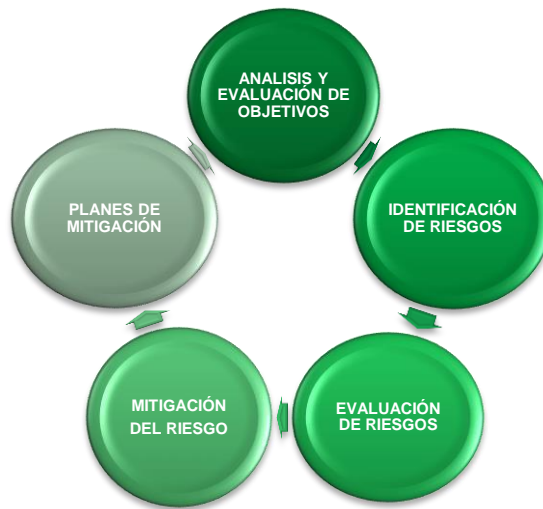 ANALISIS Y
EVALUACIÓN DE
OBJETIVOS
IDENTIFICACIÓN
DE RIESGOS
EVALUACIÓN
DE RIESGOS
MITIGACIÓN
DEL RIESGO
PLANES DE
MITIGACIÓN